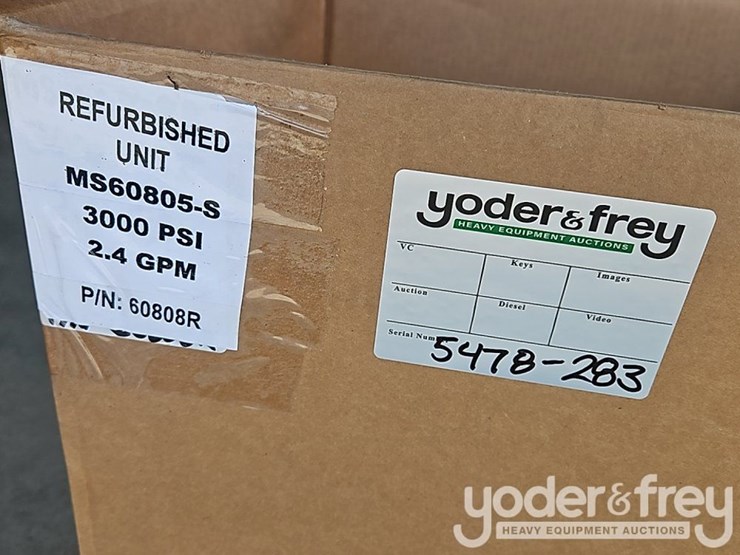 REFURBISHED
UNIT
MS60805-S
3000 PSI
2.4 GPM
P/N: 60808R
yoder&frey
HEAVY EQUIPMENT AUCTIONS
VC
Keys
Images
Auction
Diesel
Video
Serial Num
5478-283
yoder&frey
HEAVY EQUIPMENT AUCTIONS